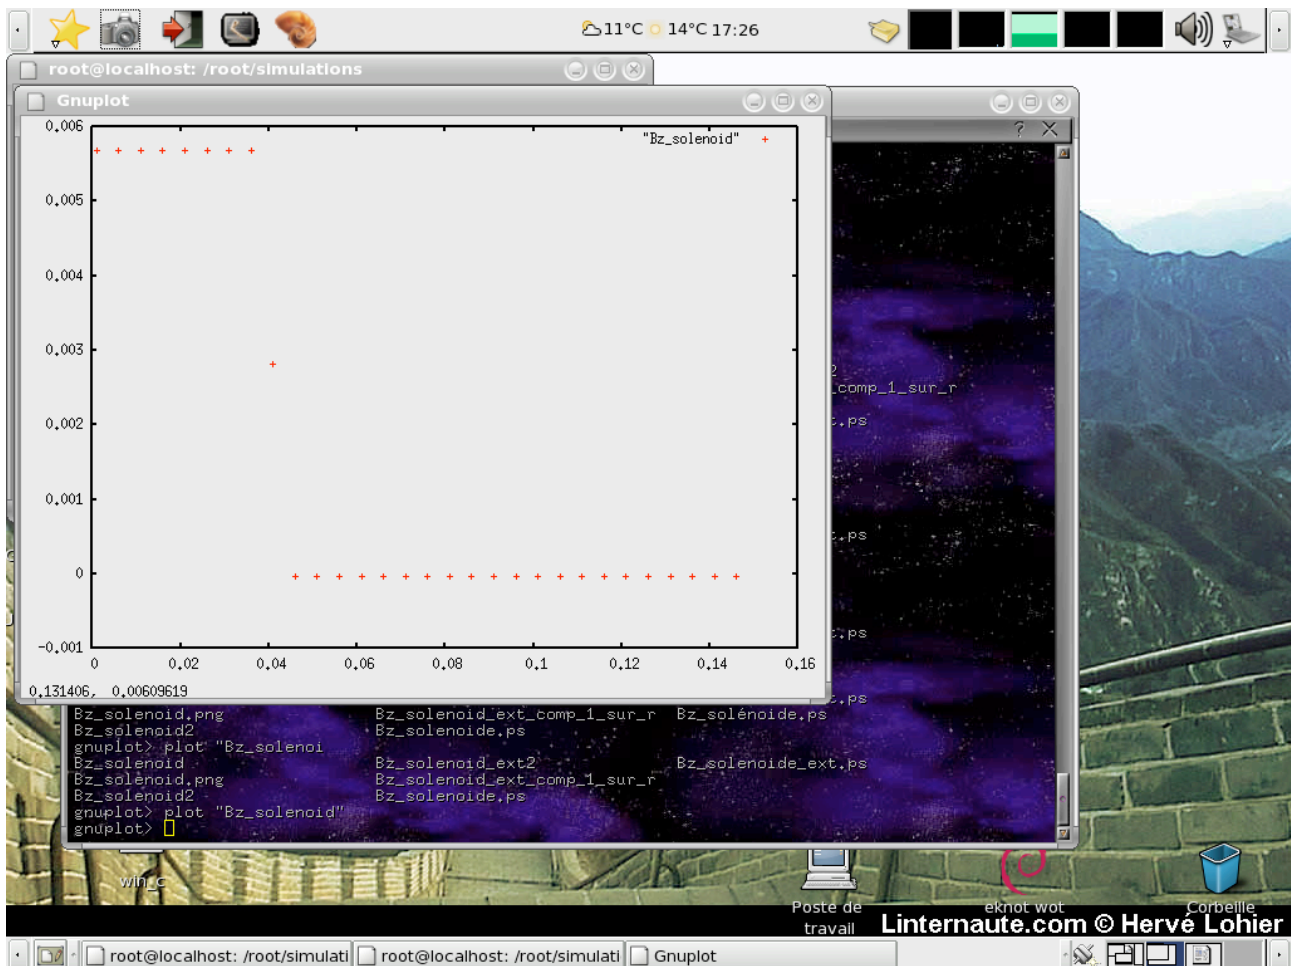 11°C 14°C 17:26
root@localhost: /root/simulations
Gnuplot
? X
0.006
"Bz_solenoid"
0.005
0.004
0.003
0.002
0.001
0
-0.001
0 0.02 0.04 0.06 0.08 0.1 0.12 0.14 0.16
0.131406, 0.00609619
2
_comp_1_sur_r
.ps
.ps
.ps
t.ps
Bz_solenoid.png Bz_solenoid_ext_comp_1_sur_r Bz_solénoide.ps
Bz_solenoid2 Bz_solenoide.ps
gnuplot> plot "Bz_solenoi
Bz_solenoid Bz_solenoid_ext2 Bz_solenoide_ext.ps
Bz_solenoid.png Bz_solenoid_ext_comp_1_sur_r
Bz_solenoid2 Bz_solenoide.ps
gnuplot> plot "Bz_solenoid"
gnuplot>
win_c
Poste de
travail
eknot wot
Corbeille
Linternaute.com © Hervé Lohier
root@localhost: /root/simulati root@localhost: /root/simulati Gnuplot